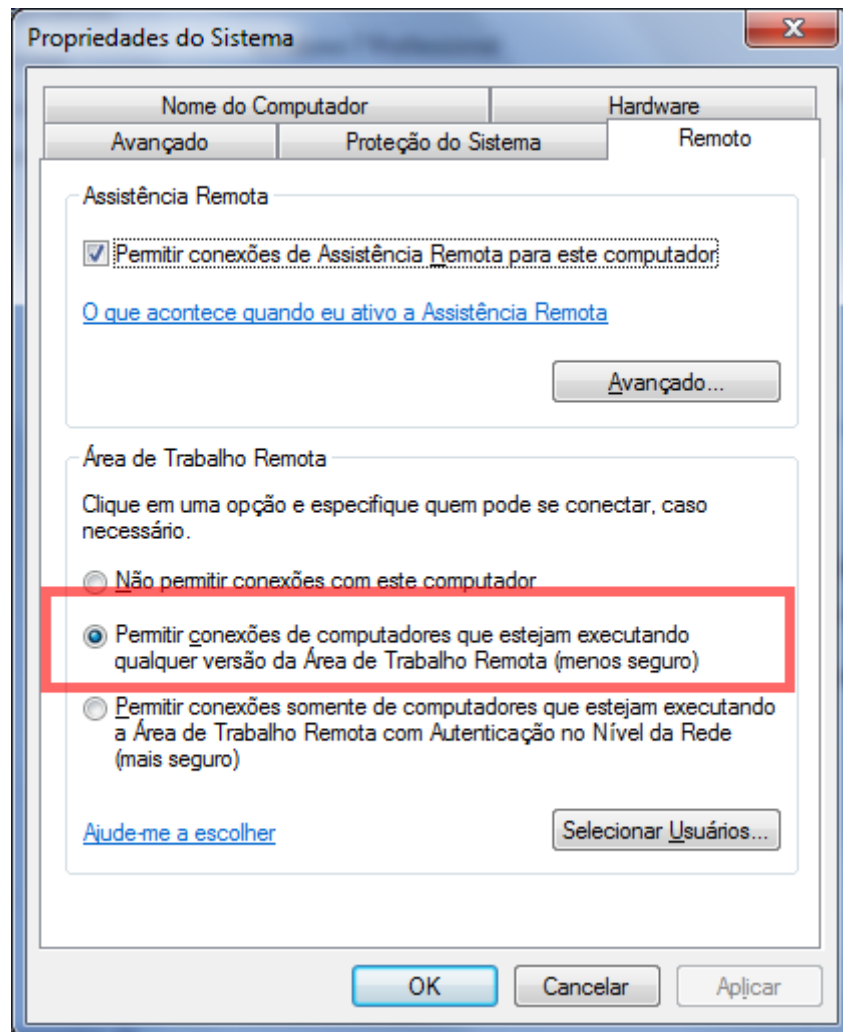 Propriedades do Sistema
Nome do Computador
Hardware
Avançado
Proteção do Sistema
Remoto
Assistência Remota
Permitir conexões de Assistência Remota para este computador
O que acontece quando eu ativo a Assistência Remota
Avançado...
Área de Trabalho Remota
Clique em uma opção e especifique quem pode se conectar, caso
necessário.
Não permitir conexões com este computador
Permitir conexões de computadores que estejam executando
qualquer versão da Área de Trabalho Remota (menos seguro)
Permitir conexões somente de computadores que estejam executando
a Área de Trabalho Remota com Autenticação no Nível da Rede
(mais seguro)
Ajude-me a escolher
Selecionar Usuários...
OK
Cancelar
Aplicar